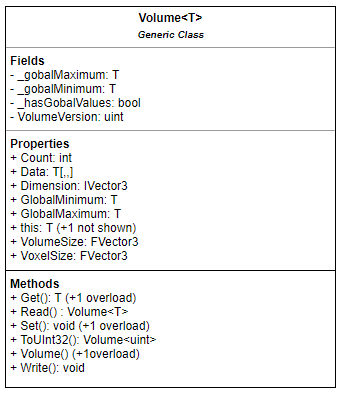 Volume<T>
Generic Class
Fields
- _gobalMaximum: T
- _gobalMinimum: T
- _hasGobalValues: bool
- VolumeVersion: uint
Properties
+ Count: int
+ Data: T[,,]
+ Dimension: IVector3
+ GlobalMinimum: T
+ GlobalMaximum: T
+ this: T (+1 not shown)
+ VolumeSize: FVector3
+ VoxelSize: FVector3
Methods
+ Get(): T (+1 overload)
+ Read() : Volume<T>
+ Set(): void (+1 overload)
+ ToUInt32(): Volume<uint>
+ Volume() (+1overload)
+ Write(): void